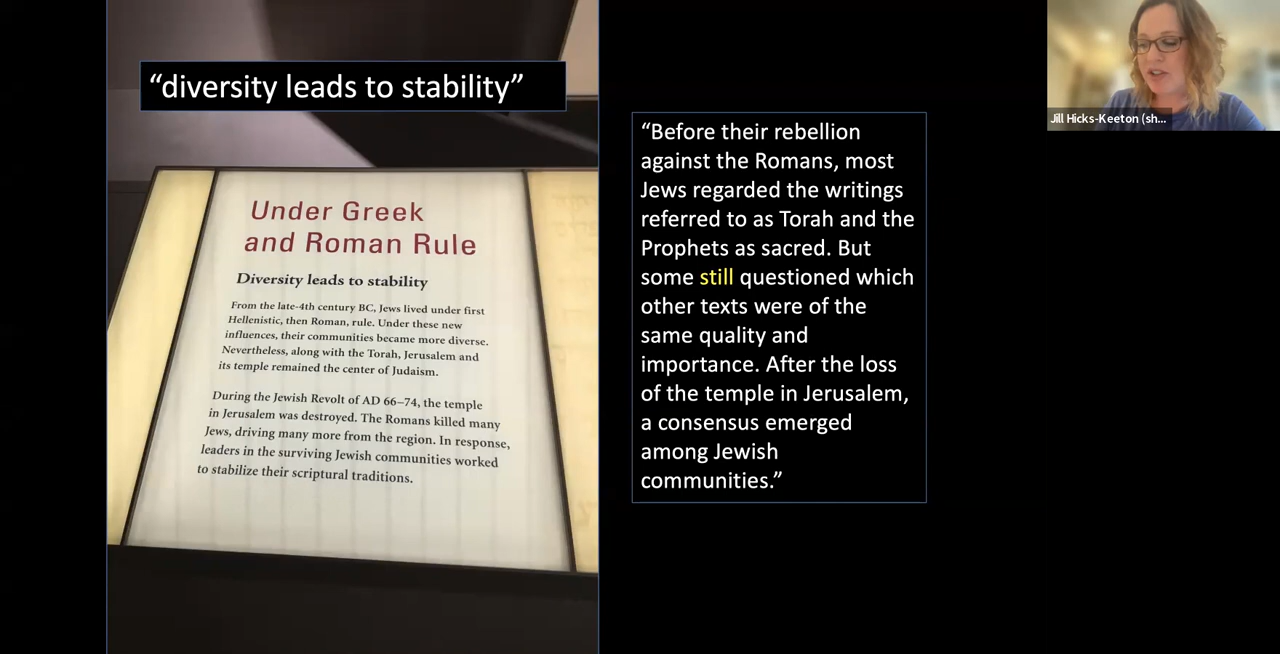 “diversity leads to stability”
Under Greek
and Roman Rule
Diversity leads to stability
From the late-4th century BC, Jews lived under first
Hellenistic, then Roman, rule. Under these new
influences, their communities became more diverse.
Nevertheless, along with the Torah, Jerusalem and
its temple remained the center of Judaism.
During the Jewish Revolt of AD 66–74, the temple
in Jerusalem was destroyed. The Romans killed many
Jews, driving many more from the region. In response,
leaders in the surviving Jewish communities worked
to stabilize their scriptural traditions.
“Before their rebellion
against the Romans, most
Jews regarded the writings
referred to as Torah and the
Prophets as sacred. But
some still questioned which
other texts were of the
same quality and
importance. After the loss
of the temple in Jerusalem,
a consensus emerged
among Jewish
communities.”
Jill Hicks-Keeton (sh...